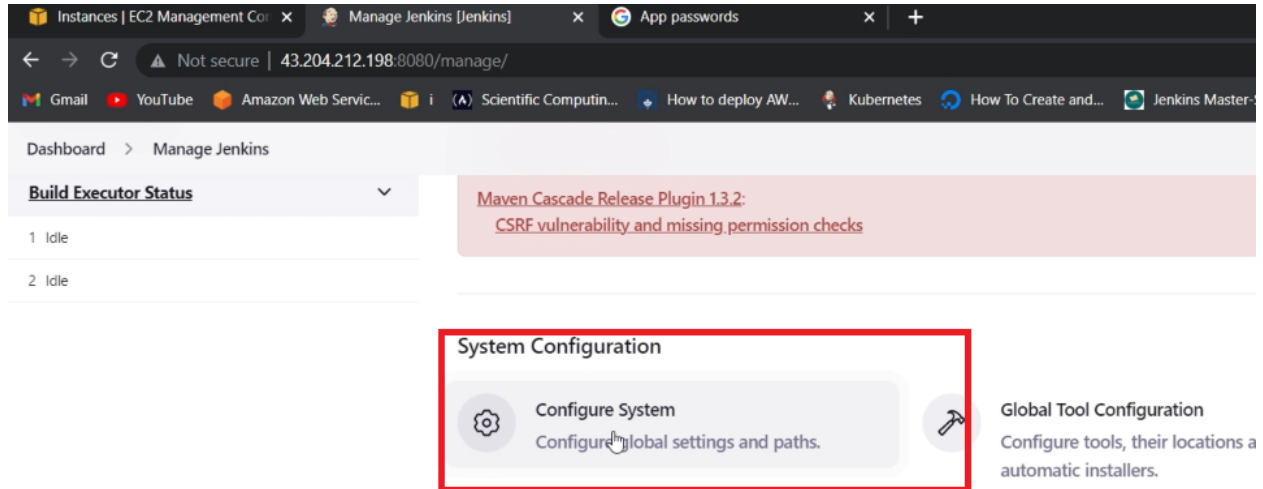 Instances | EC2 Management Cor
Manage Jenkins [Jenkins]
App passwords
Not secure | 43.204.212.198:8080/manage/
Gmail YouTube Amazon Web Servic... i Scientific Computin... How to deploy AW... Kubernetes How To Create and... Jenkins Master-S
Dashboard > Manage Jenkins
Build Executor Status
1 Idle
2 Idle
Maven Cascade Release Plugin 1.3.2:
CSRF vulnerability and missing permission checks
System Configuration
Configure System
Configure global settings and paths.
Global Tool Configuration
Configure tools, their locations a
automatic installers.